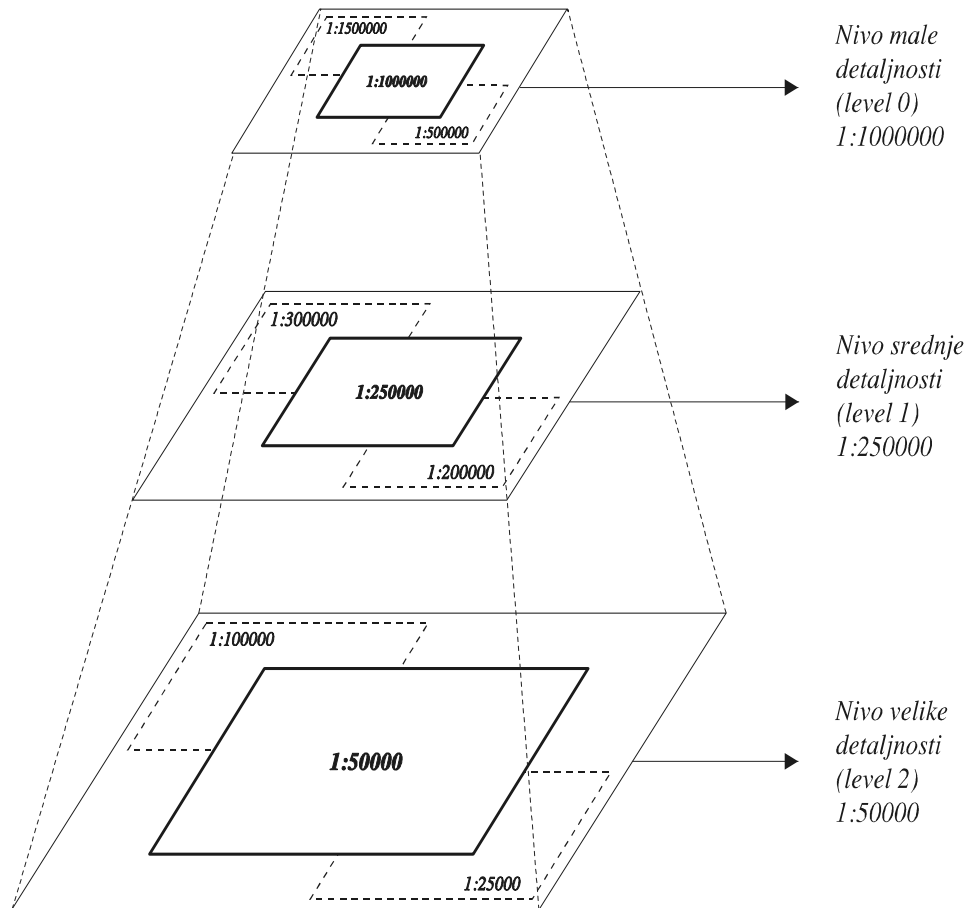 1:1500000
1:1000000
1:500000
Nivo male
detaljnosti
(level 0)
1:1000000
1:300000
1:250000
1:200000
Nivo srednje
detaljnosti
(level 1)
1:250000
1:100000
1:50000
1:25000
Nivo velike
detaljnosti
(level 2)
1:50000